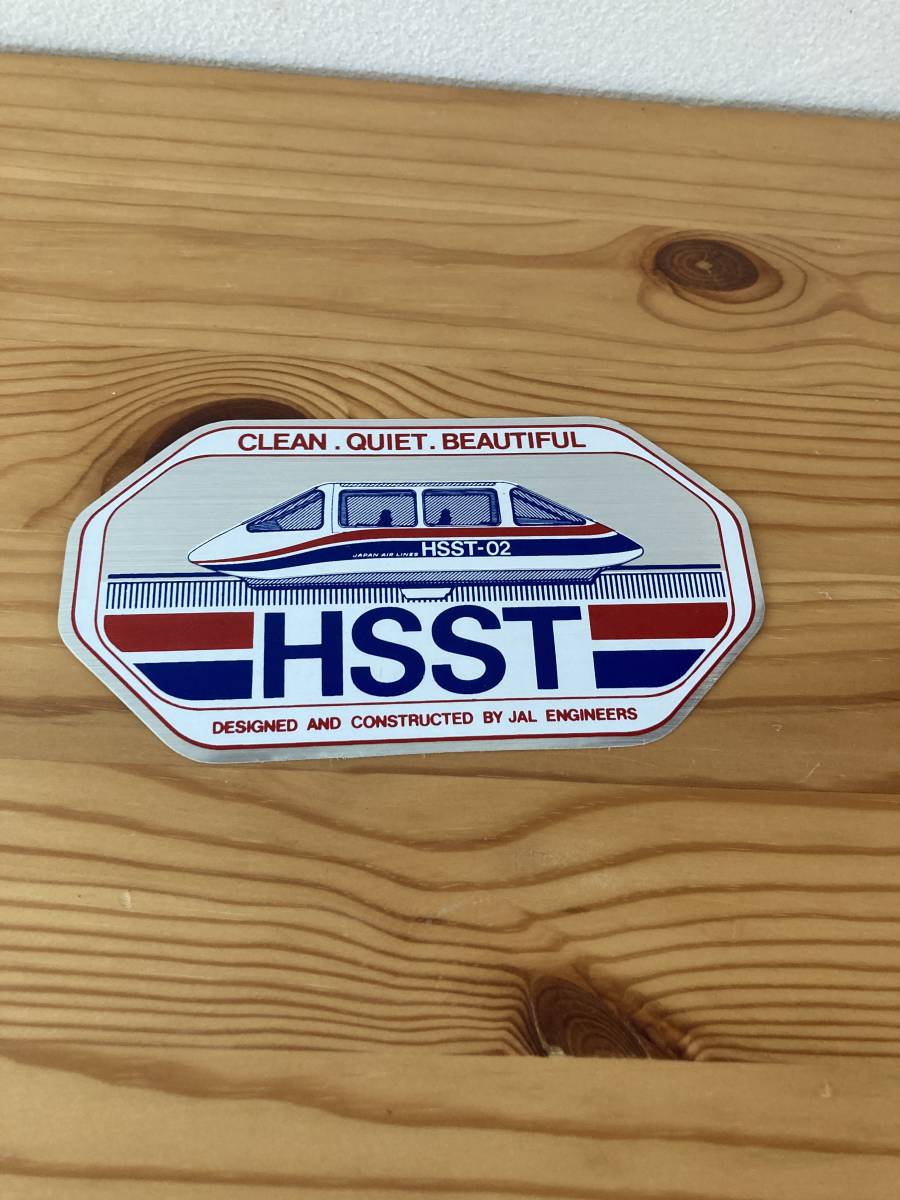 CLEAN . QUIET. BEAUTIFUL
JAPAN AIR LINES HSST-02
HSST
DESIGNED AND CONSTRUCTED BY JAL ENGINEERS